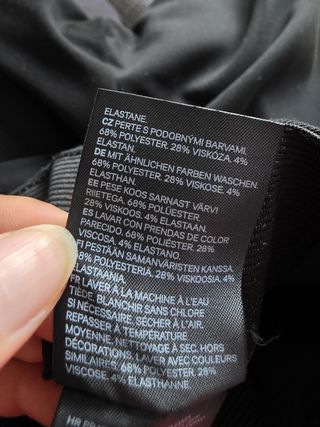 ELASTANE.
CZ PERTE S PODOBNÝMI BARVAMI.
68% POLYESTER. 28% VISKÓZA. 4%
ELASTAN.
DE MIT ÄHNLICHEN FARBEN WASCHEN.
68% POLYESTER. 28% VISKOSE. 4%
ELASTHAN.
EE PESE KOOS SARNAST VÄRVI
RIIETEGA. 68% POLÜESTER.
28% VISKOOS. 4% ELASTAAN.
ES LAVAR CON PRENDAS DE COLOR
PARECIDO. 68% POLIÉSTER. 28%
VISCOSA. 4% ELASTANO.
FI PESTÄÄN SAMANVÄRISTEN KANSSA.
68% POLYESTERIÄ. 28% VISKOOSIA. 4%
ELASTAANIA.
FR LAVER À LA MACHINE À L'EAU
TIÈDE. BLANCHIR SANS CHLORE
SI NÉCESSAIRE. SÉCHER À L'AIR.
REPASSER À TEMPÉRATURE
MOYENNE. NETTOYAGE À SEC. HORS
DÉCORATIONS. LAVER AVEC COULEURS
SIMILAIRES. 68% POLYESTER. 28%
VISCOSE. 4% ELASTHANNE
HR